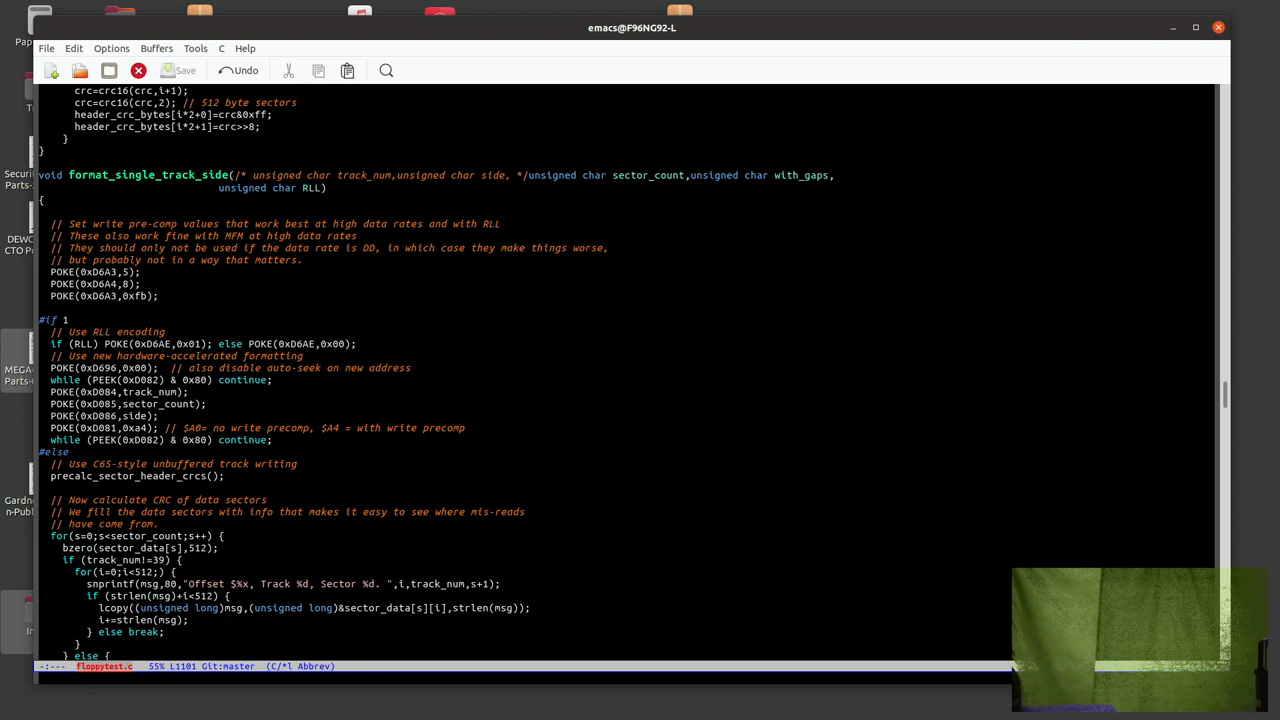 Pap
Tr
Securi
Parts-
DEWC
CTO Pr
MEGA
Parts-
Gardn
n-Publ
In
emacs@F96NG92-L
File Edit Options Buffers Tools C Help
Save Undo
crc=crc16(crc,i+1);
crc=crc16(crc,2); // 512 byte sectors
header_crc_bytes[i*2+0]=crc&0xff;
header_crc_bytes[i*2+1]=crc>>8;
}
}
void format_single_track_side(/* unsigned char track_num,unsigned char side, */unsigned char sector_count,unsigned char with_gaps,
unsigned char RLL)
{
// Set write pre-comp values that work best at high data rates and with RLL
// These also work fine with MFM at high data rates
// They should only not be used if the data rate is DD, in which case they make things worse,
// but probably not in a way that matters.
POKE(0xD6A3,5);
POKE(0xD6A4,8);
POKE(0xD6A3,0xfb);
#if 1
// Use RLL encoding
if (RLL) POKE(0xD6AE,0x01); else POKE(0xD6AE,0x00);
// Use new hardware-accelerated formatting
POKE(0xD696,0x00); // also disable auto-seek on new address
while (PEEK(0xD082) & 0x80) continue;
POKE(0xD084,track_num);
POKE(0xD085,sector_count);
POKE(0xD086,side);
POKE(0xD081,0xa4); // $A0= no write precomp, $A4 = with write precomp
while (PEEK(0xD082) & 0x80) continue;
#else
// Use C65-style unbuffered track writing
precalc_sector_header_crcs();
// Now calculate CRC of data sectors
// We fill the data sectors with info that makes it easy to see where mis-reads
// have come from.
for(s=0;s<sector_count;s++) {
bzero(sector_data[s],512);
if (track_num!=39) {
for(i=0;i<512;) {
snprintf(msg,80,"Offset $%x, Track %d, Sector %d. ",i,track_num,s+1);
if (strlen(msg)+i<512) {
lcopy((unsigned long)msg,(unsigned long)&sector_data[s][i],strlen(msg));
i+=strlen(msg);
} else break;
}
} else {
-:--- floppytest.c 55% L1101 Git:master (C/*l Abbrev)